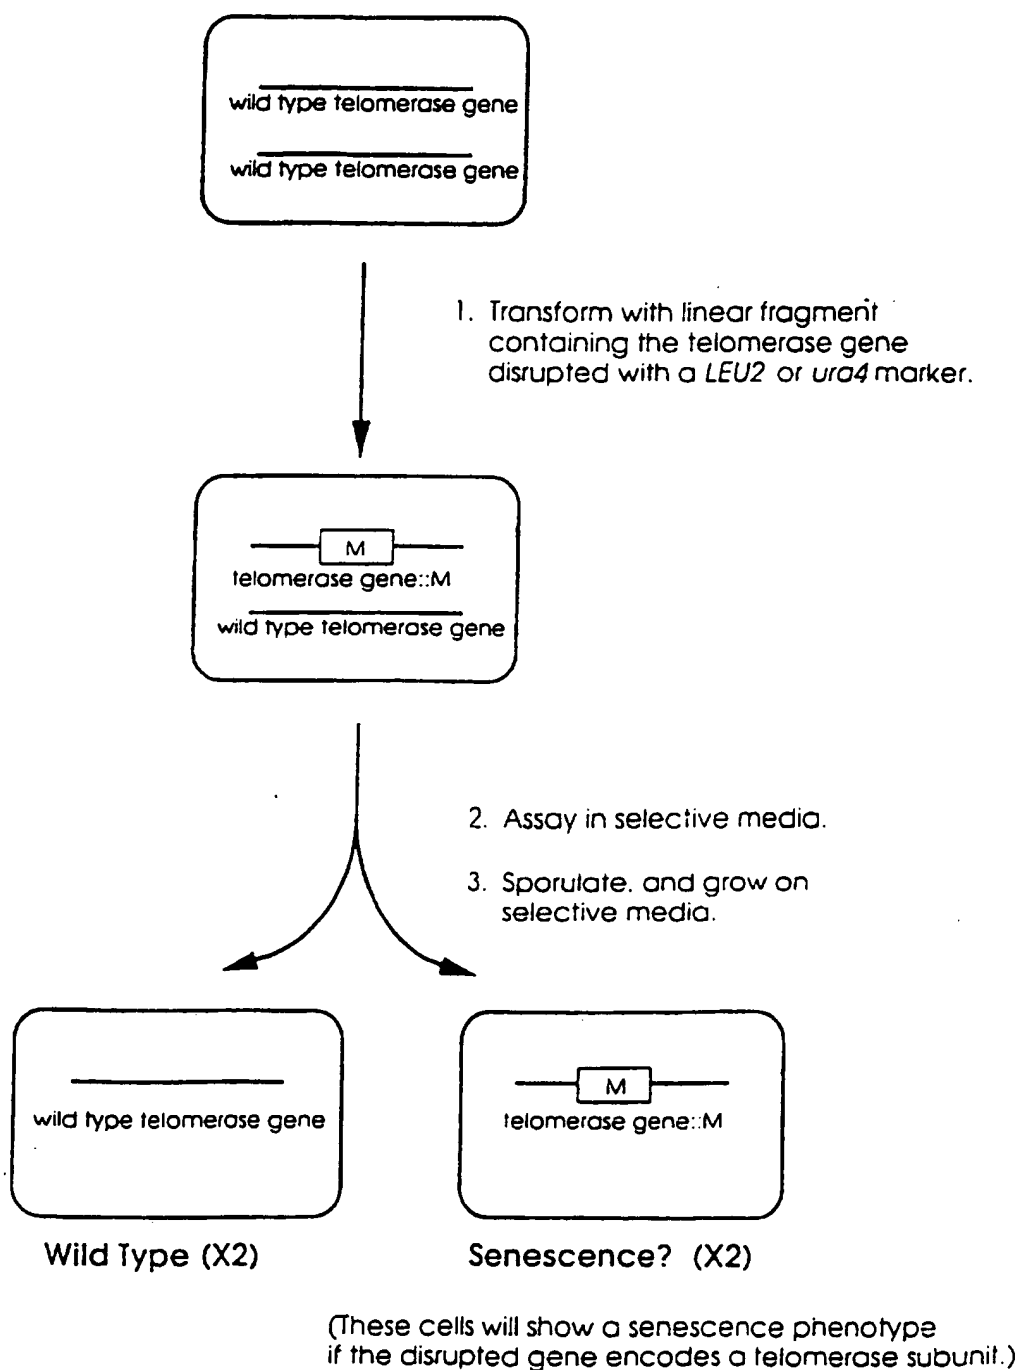 wild type telomerase gene
wild type telomerase gene
1. Transform with linear fragment
containing the telomerase gene
disrupted with a LEU2 or ura4 marker.
M
telomerase gene::M
wild type telomerase gene
2. Assay in selective media.
3. Sporulate. and grow on
selective media.
wild type telomerase gene
M
telomerase gene::M
Wild Type (X2)
Senescence? (X2)
(These cells will show a senescence phenotype
if the disrupted gene encodes a telomerase subunit.)